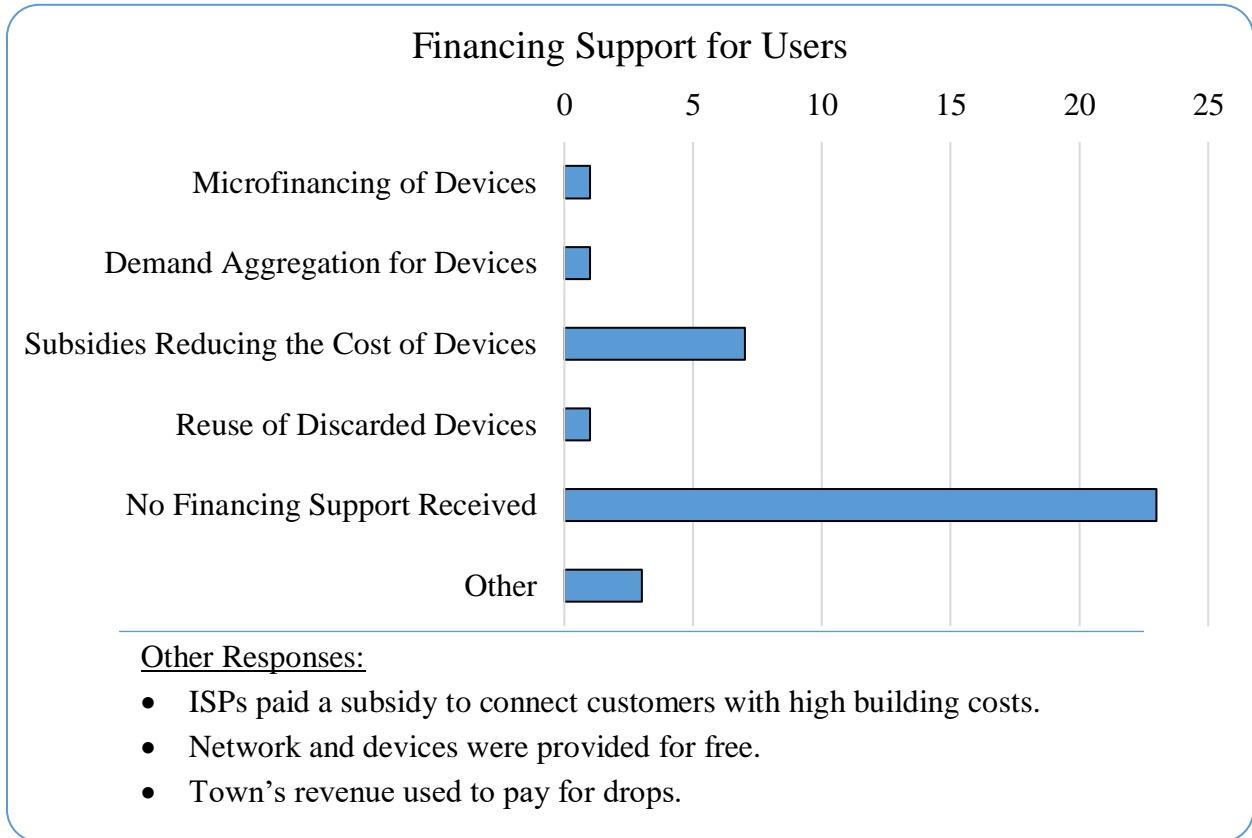 Financing Support for Users
0 5 10 15 20 25
Microfinancing of Devices
Demand Aggregation for Devices
Subsidies Reducing the Cost of Devices
Reuse of Discarded Devices
No Financing Support Received
Other
Other Responses:
• ISPs paid a subsidy to connect customers with high building costs.
• Network and devices were provided for free.
• Town’s revenue used to pay for drops.